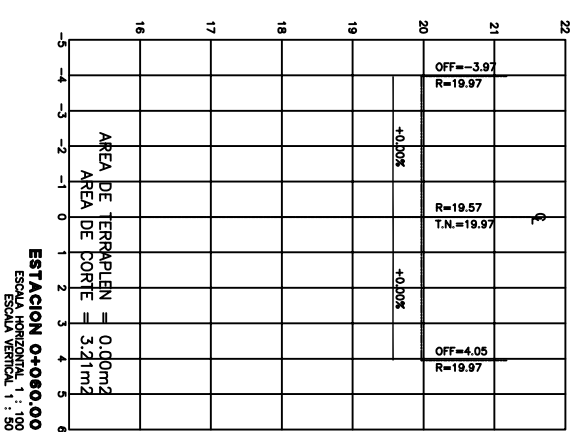 22
21
20
19
18
17
16
OFF=-3.97
R=19.97
R=19.57
T.N.=19.97
OFF=4.05
R=19.97
℄
+0.00%
+0.00%
AREA DE TERRAPLEN = 0.00m2
AREA DE CORTE = 3.21m2
-5 -4 -3 -2 -1 0 1 2 3 4 5 6
ESTACION 0+060.00
ESCALA HORIZONTAL 1 : 100
ESCALA VERTICAL 1 : 50